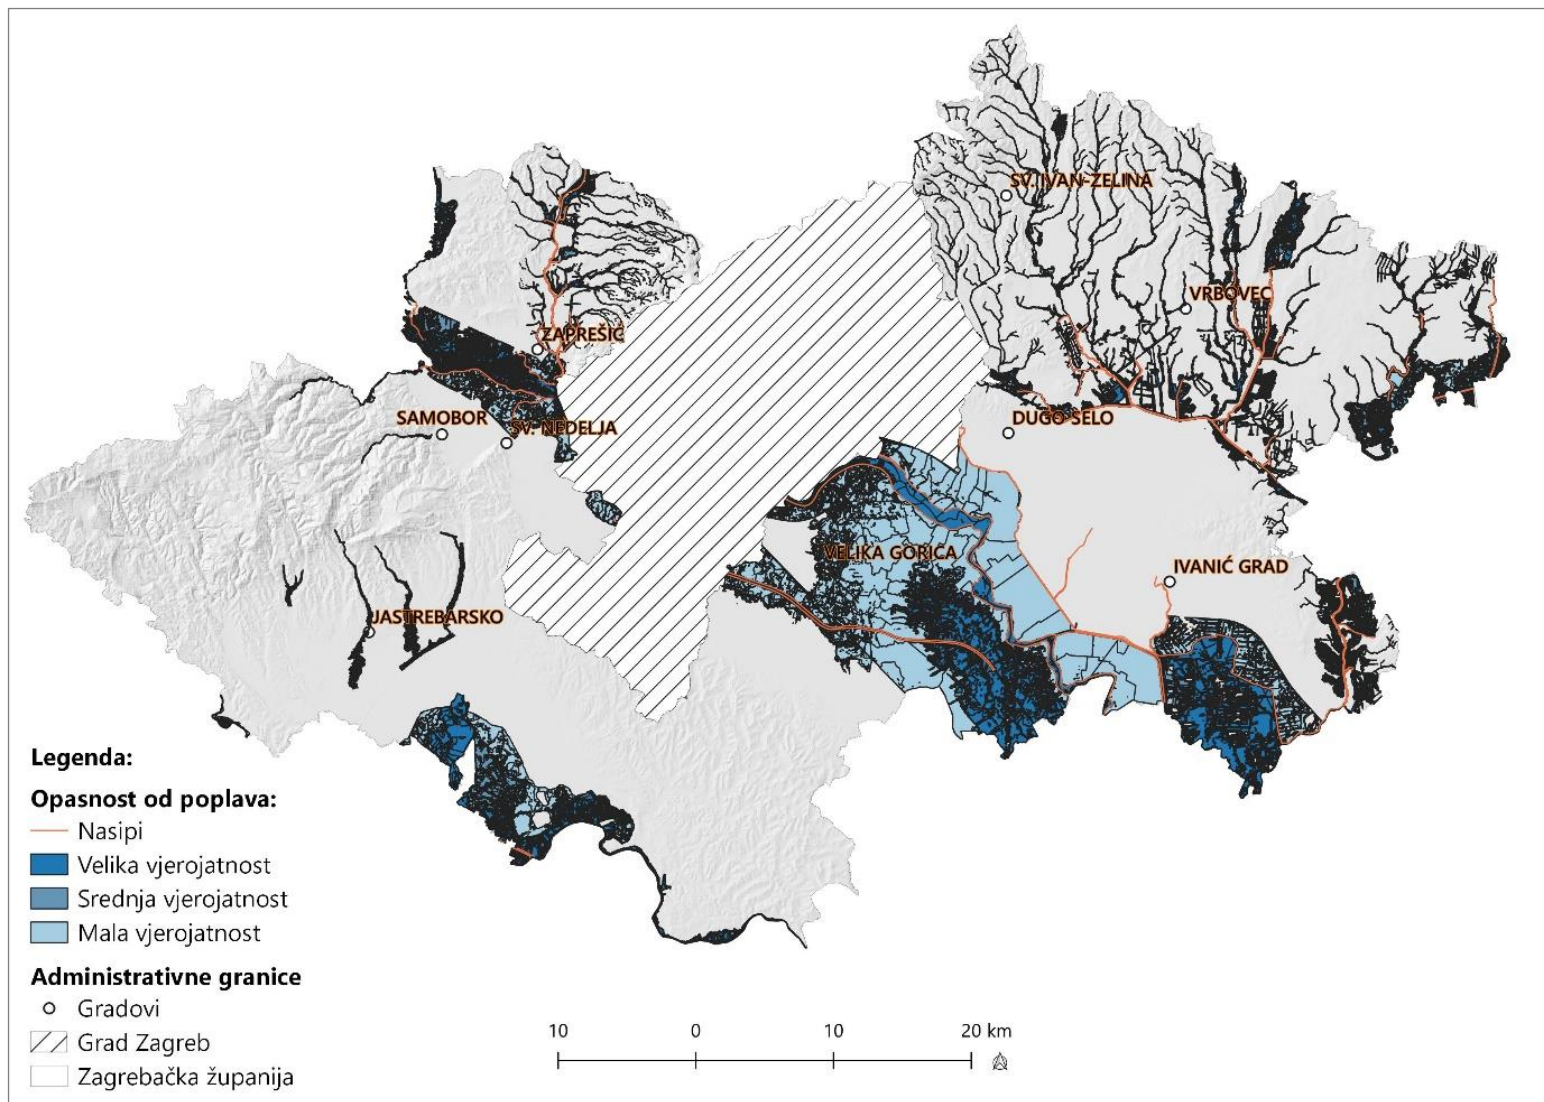 SV. IVAN-ZELINA
VRBOVEC
ZAPREŠIĆ
SAMOBOR
SV. NEDELJA
DUGO SELO
VELIKA GORICA
IVANIĆ GRAD
JASTREBARSKO
Legenda:
Opasnost od poplava:
Nasipi
Velika vjerojatnost
Srednja vjerojatnost
Mala vjerojatnost
Administrativne granice
Gradovi
Grad Zagreb
Zagrebačka županija
10 0 10 20 km